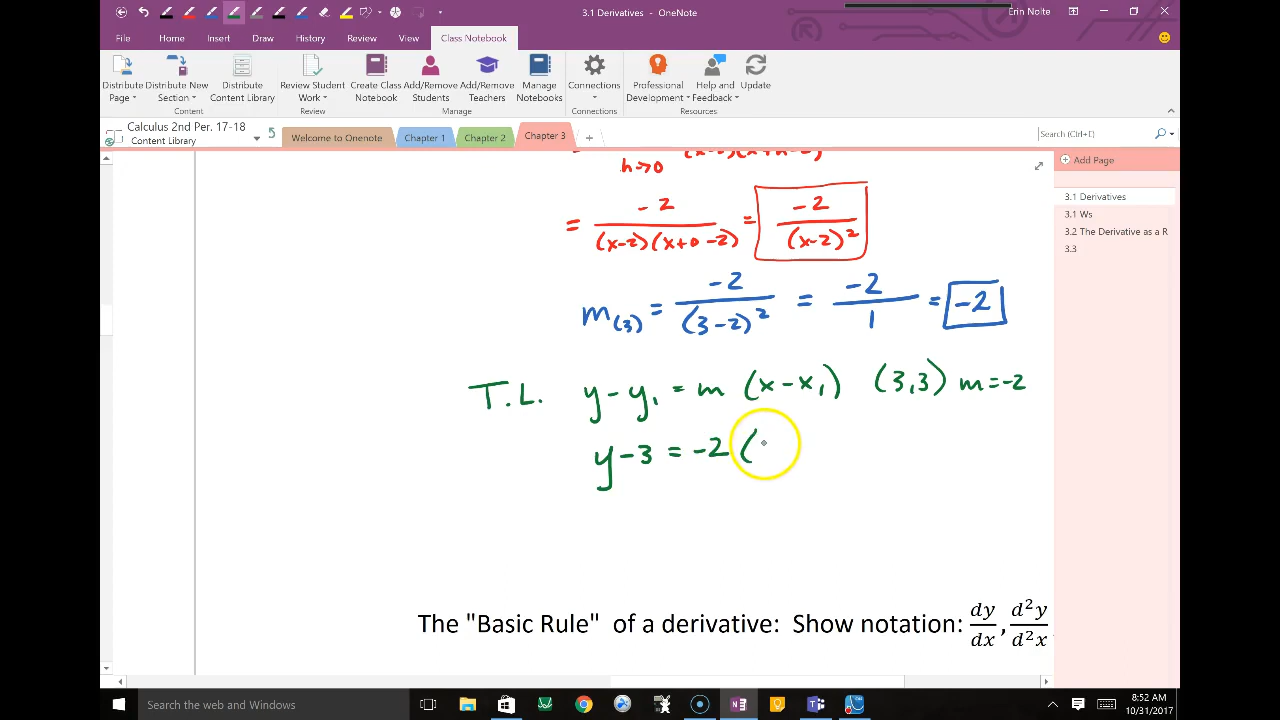 3.1 Derivatives - OneNote
Erin Nolte
File Home Insert Draw History Review View Class Notebook
Distribute Page Distribute New Section Distribute Content Library Review Student Work Create Class Notebook Add/Remove Students Add/Remove Teachers Manage Notebooks Connections Professional Development Help and Feedback Update
Content Review Manage Connections Resources
Calculus 2nd Per. 17-18
Content Library
Welcome to Onenote Chapter 1 Chapter 2 Chapter 3
Search (Ctrl+E)
Add Page
3.1 Derivatives
3.1 Ws
3.2 The Derivative as a R
3.3
h→0
= -2/((x-2)(x+0-2)) = -2/(x-2)²
m(3) = -2/(3-2)² = -2/1 = -2
T.L. y-y₁ = m(x-x₁) (3,3) m=-2
y-3 = -2(
The "Basic Rule" of a derivative: Show notation: dy/dx, d²y/d²x
Search the web and Windows
8:52 AM
10/31/2017